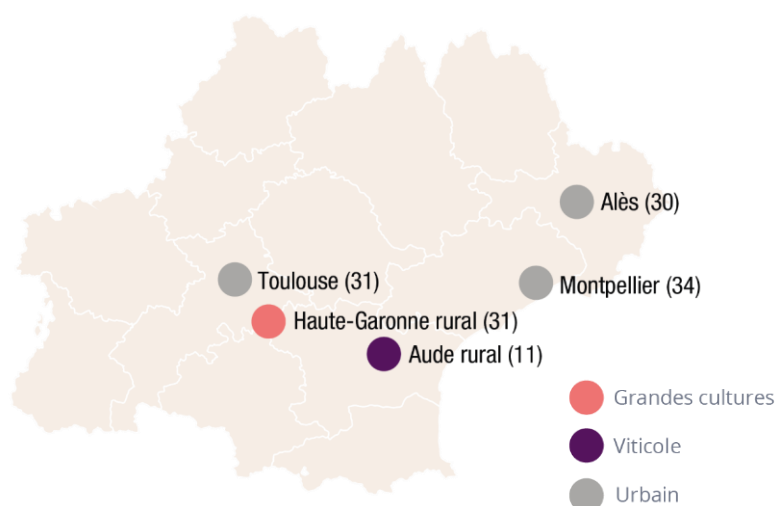 Alès (30)
Toulouse (31)
Montpellier (34)
Haute-Garonne rural (31)
Aude rural (11)
Grandes cultures
Viticole
Urbain